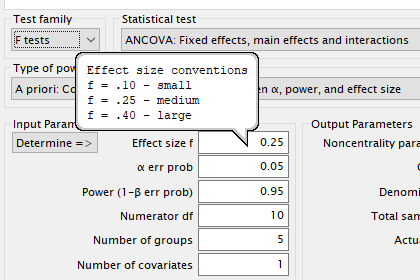 Test family
Statistical test
F tests
ANCOVA: Fixed effects, main effects and interactions
Type of pow
A priori: Co
en α, power, and effect size
Effect size conventions
f = .10 - small
f = .25 - medium
f = .40 - large
Input Param
Output Parameters
Determine =>
Effect size f
0.25
Noncentrality para
α err prob
0.05
Power (1-β err prob)
0.95
Denomi
Numerator df
10
Total sam
Number of groups
5
Actu
Number of covariates
1